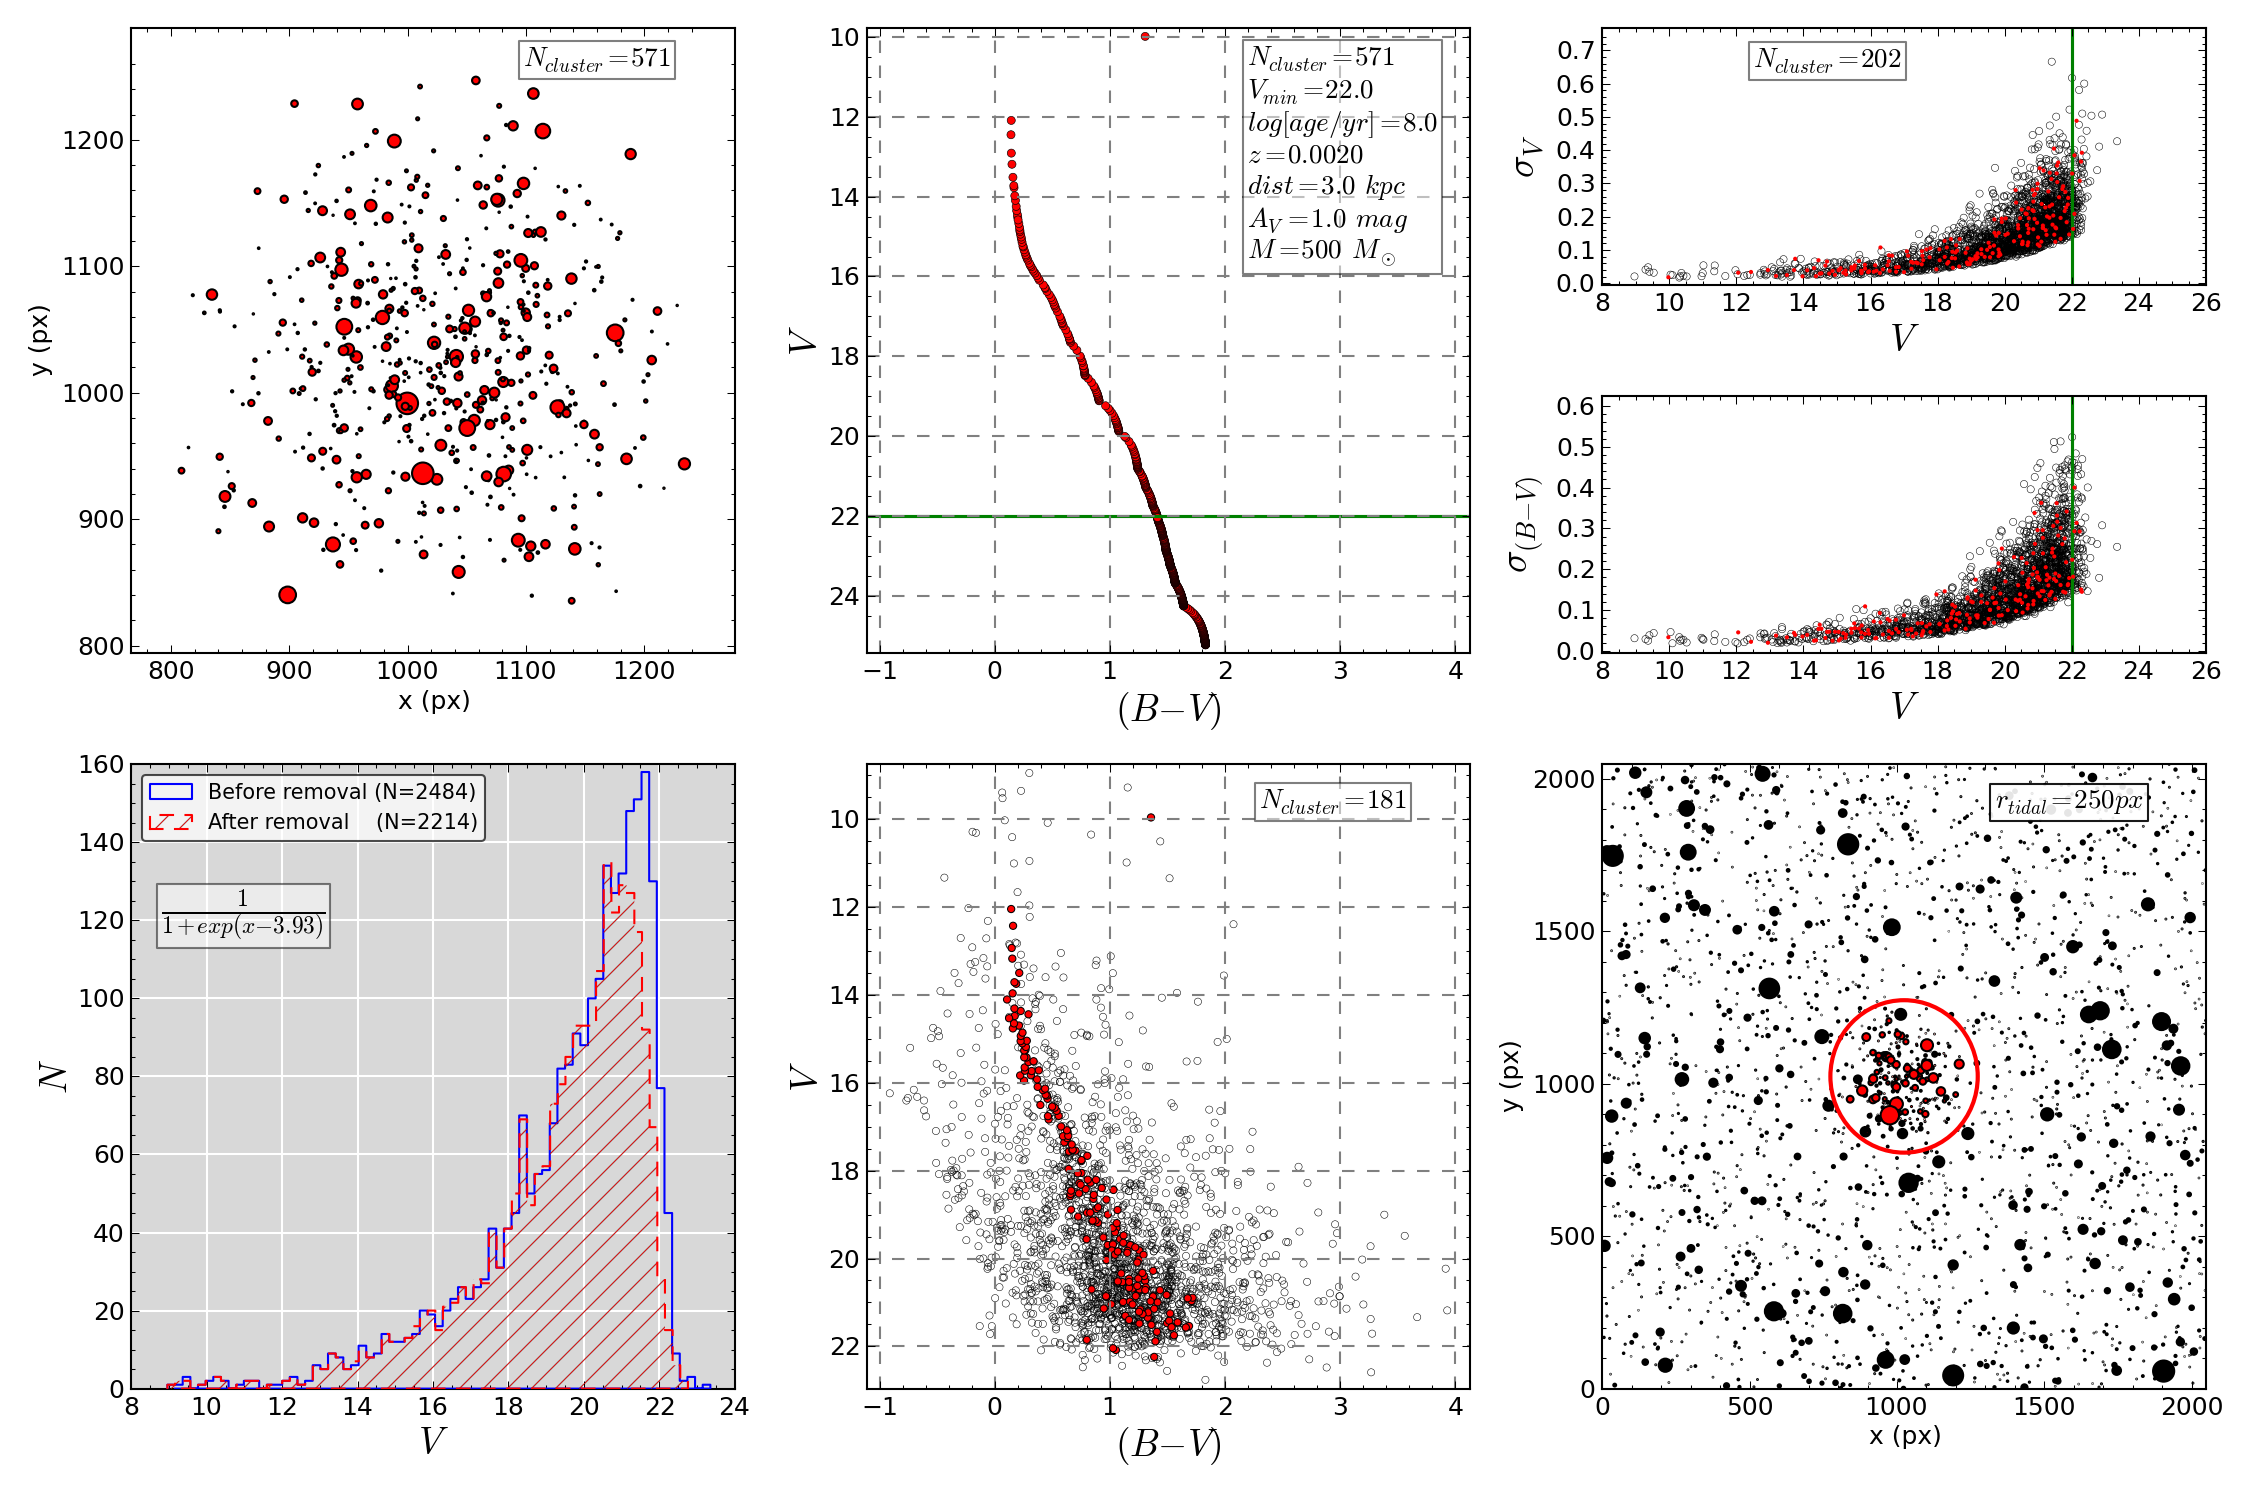 N_cluster=571
1200
1100
1000
900
800
y (px)
800 900 1000 1100 1200
x (px)
N_cluster=571
V_min=22.0
log[age/yr]=8.0
z=0.0020
dist=3.0 kpc
A_V=1.0 mag
M=500 M_⊙
10
12
14
16
18
20
22
24
V
−1 0 1 2 3 4
(B−V)
N_cluster=202
0.7
0.6
0.5
0.4
0.3
0.2
0.1
0.0
σ_V
8 10 12 14 16 18 20 22 24 26
V
0.6
0.5
0.4
0.3
0.2
0.1
0.0
σ_(B−V)
8 10 12 14 16 18 20 22 24 26
V
160
140
120
100
80
60
40
20
0
N
Before removal (N=2484)
After removal (N=2214)
1
1+exp(x−3.93)
8 10 12 14 16 18 20 22 24
V
N_cluster=181
10
12
14
16
18
20
22
V
−1 0 1 2 3 4
(B−V)
r_tidal=250px
2000
1500
1000
500
0
y (px)
0 500 1000 1500 2000
x (px)